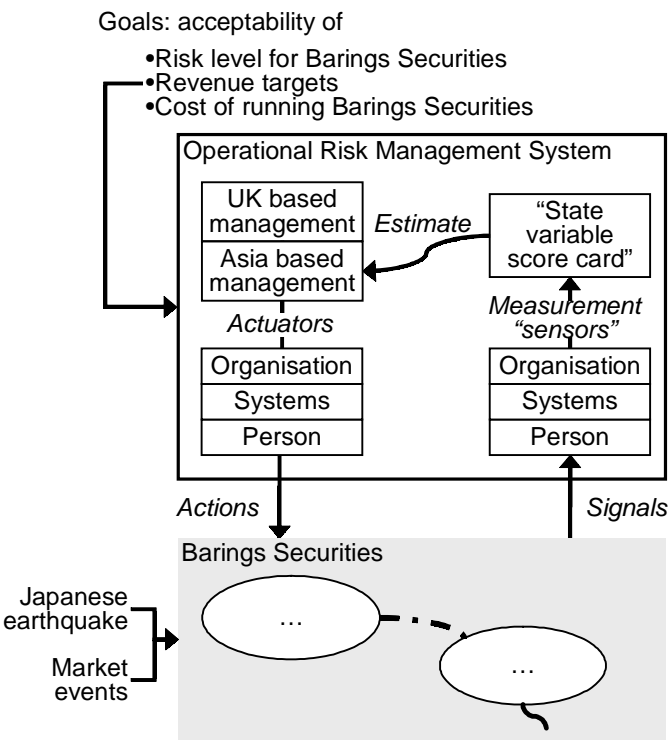 Goals: acceptability of
•Risk level for Barings Securities
•Revenue targets
•Cost of running Barings Securities
Operational Risk Management System
UK based
management
Asia based
management
Estimate
“State
variable
score card”
Actuators
Measurement
“sensors”
Organisation
Systems
Person
Organisation
Systems
Person
Actions
Signals
Barings Securities
Japanese
earthquake
Market
events
…
…